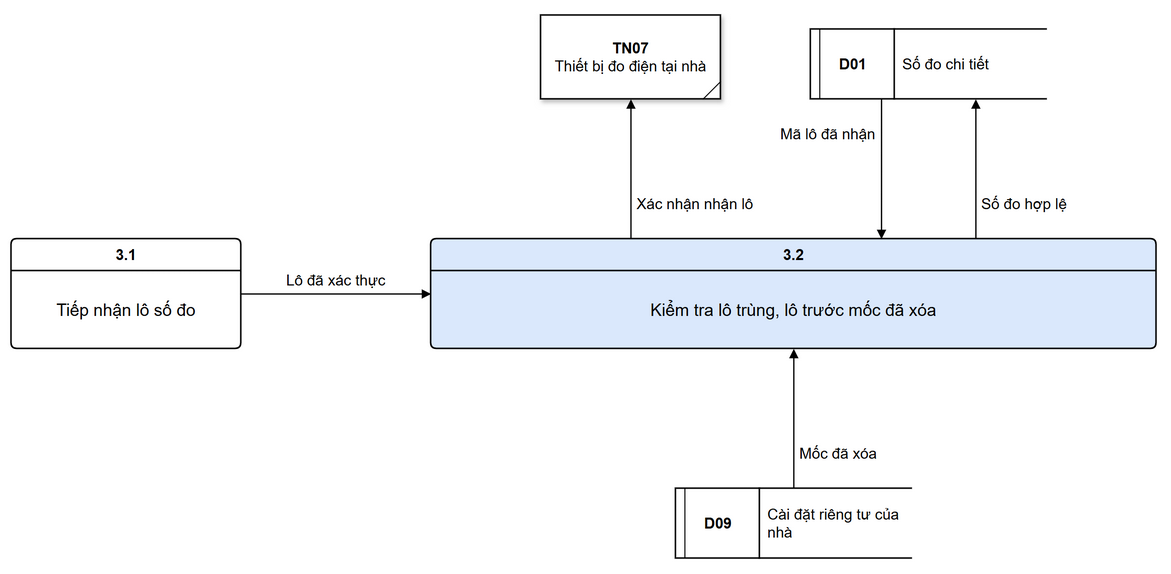 TN07
Thiết bị đo điện tại nhà
D01
Số đo chi tiết
Mã lô đã nhận
Xác nhận nhận lô
Số đo hợp lệ
3.1
Tiếp nhận lô số đo
Lô đã xác thực
3.2
Kiểm tra lô trùng, lô trước mốc đã xóa
Mốc đã xóa
D09
Cài đặt riêng tư của
nhà